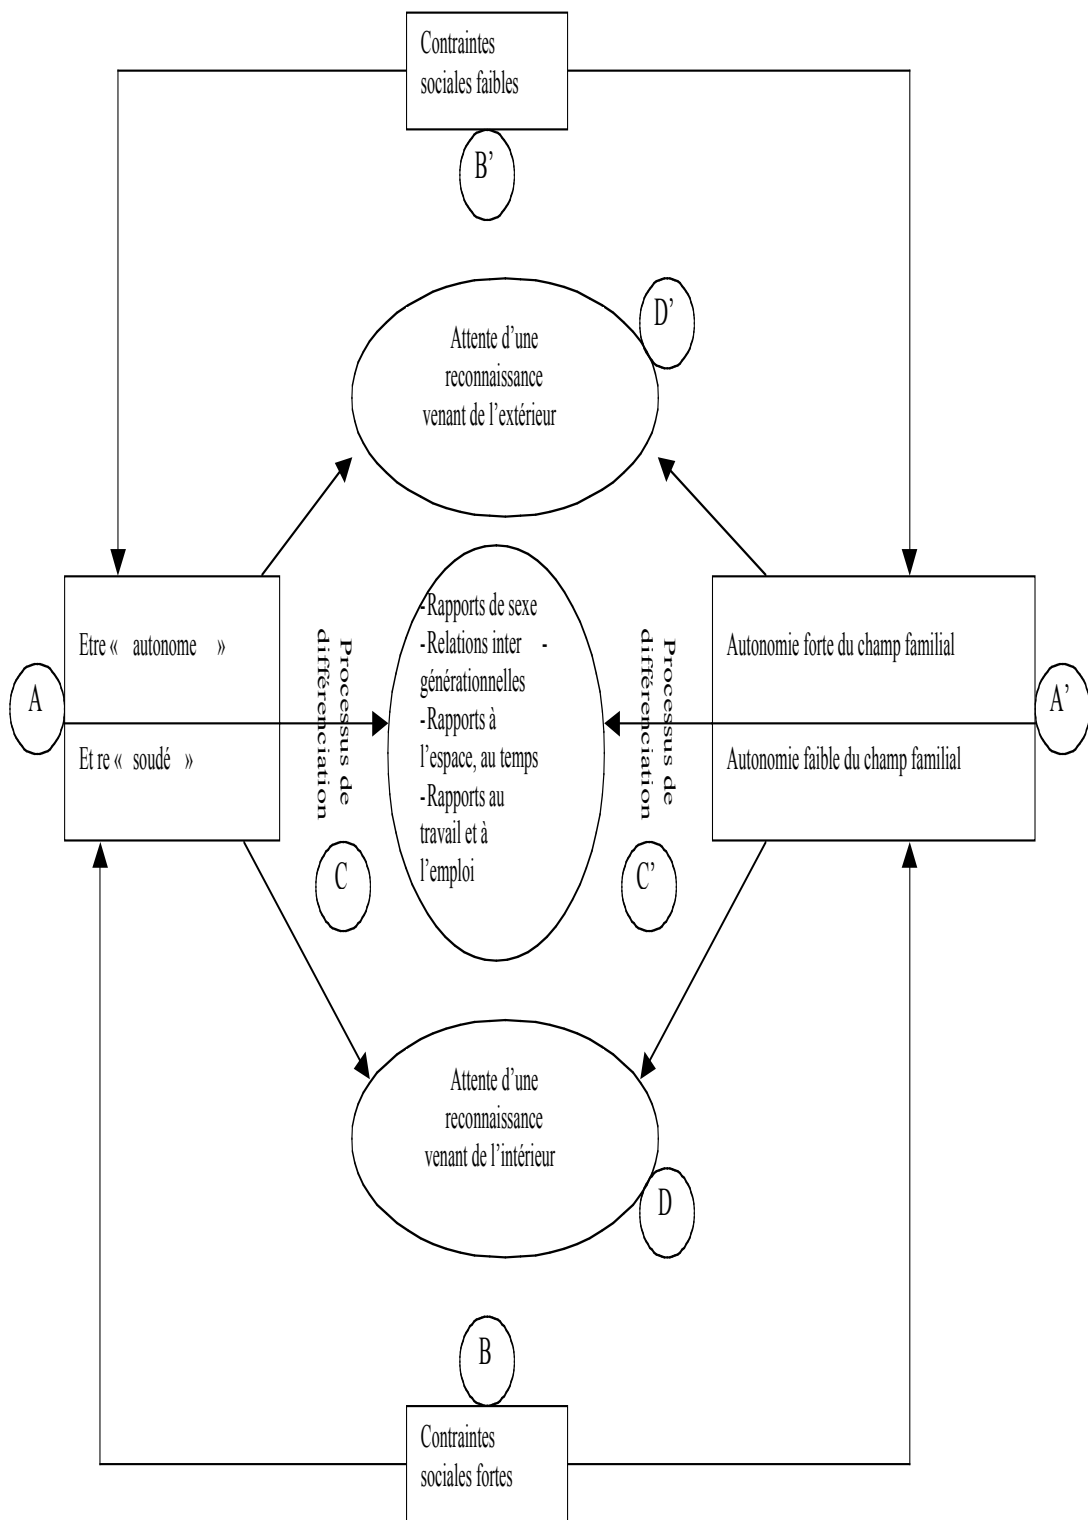 Contraintes
sociales faibles
B’
D’
Attente d’une
reconnaissance
venant de l’extérieur
Etre « autonome »
Et re « soudé »
A
Processus de
différenciation
C
-Rapports de sexe
-Relations inter -
générationnelles
-Rapports à
l’espace, au temps
-Rapports au
travail et à
l’emploi
Processus de
différenciation
C’
Autonomie forte du champ familial
Autonomie faible du champ familial
A’
Attente d’une
reconnaissance
venant de l’intérieur
D
B
Contraintes
sociales fortes